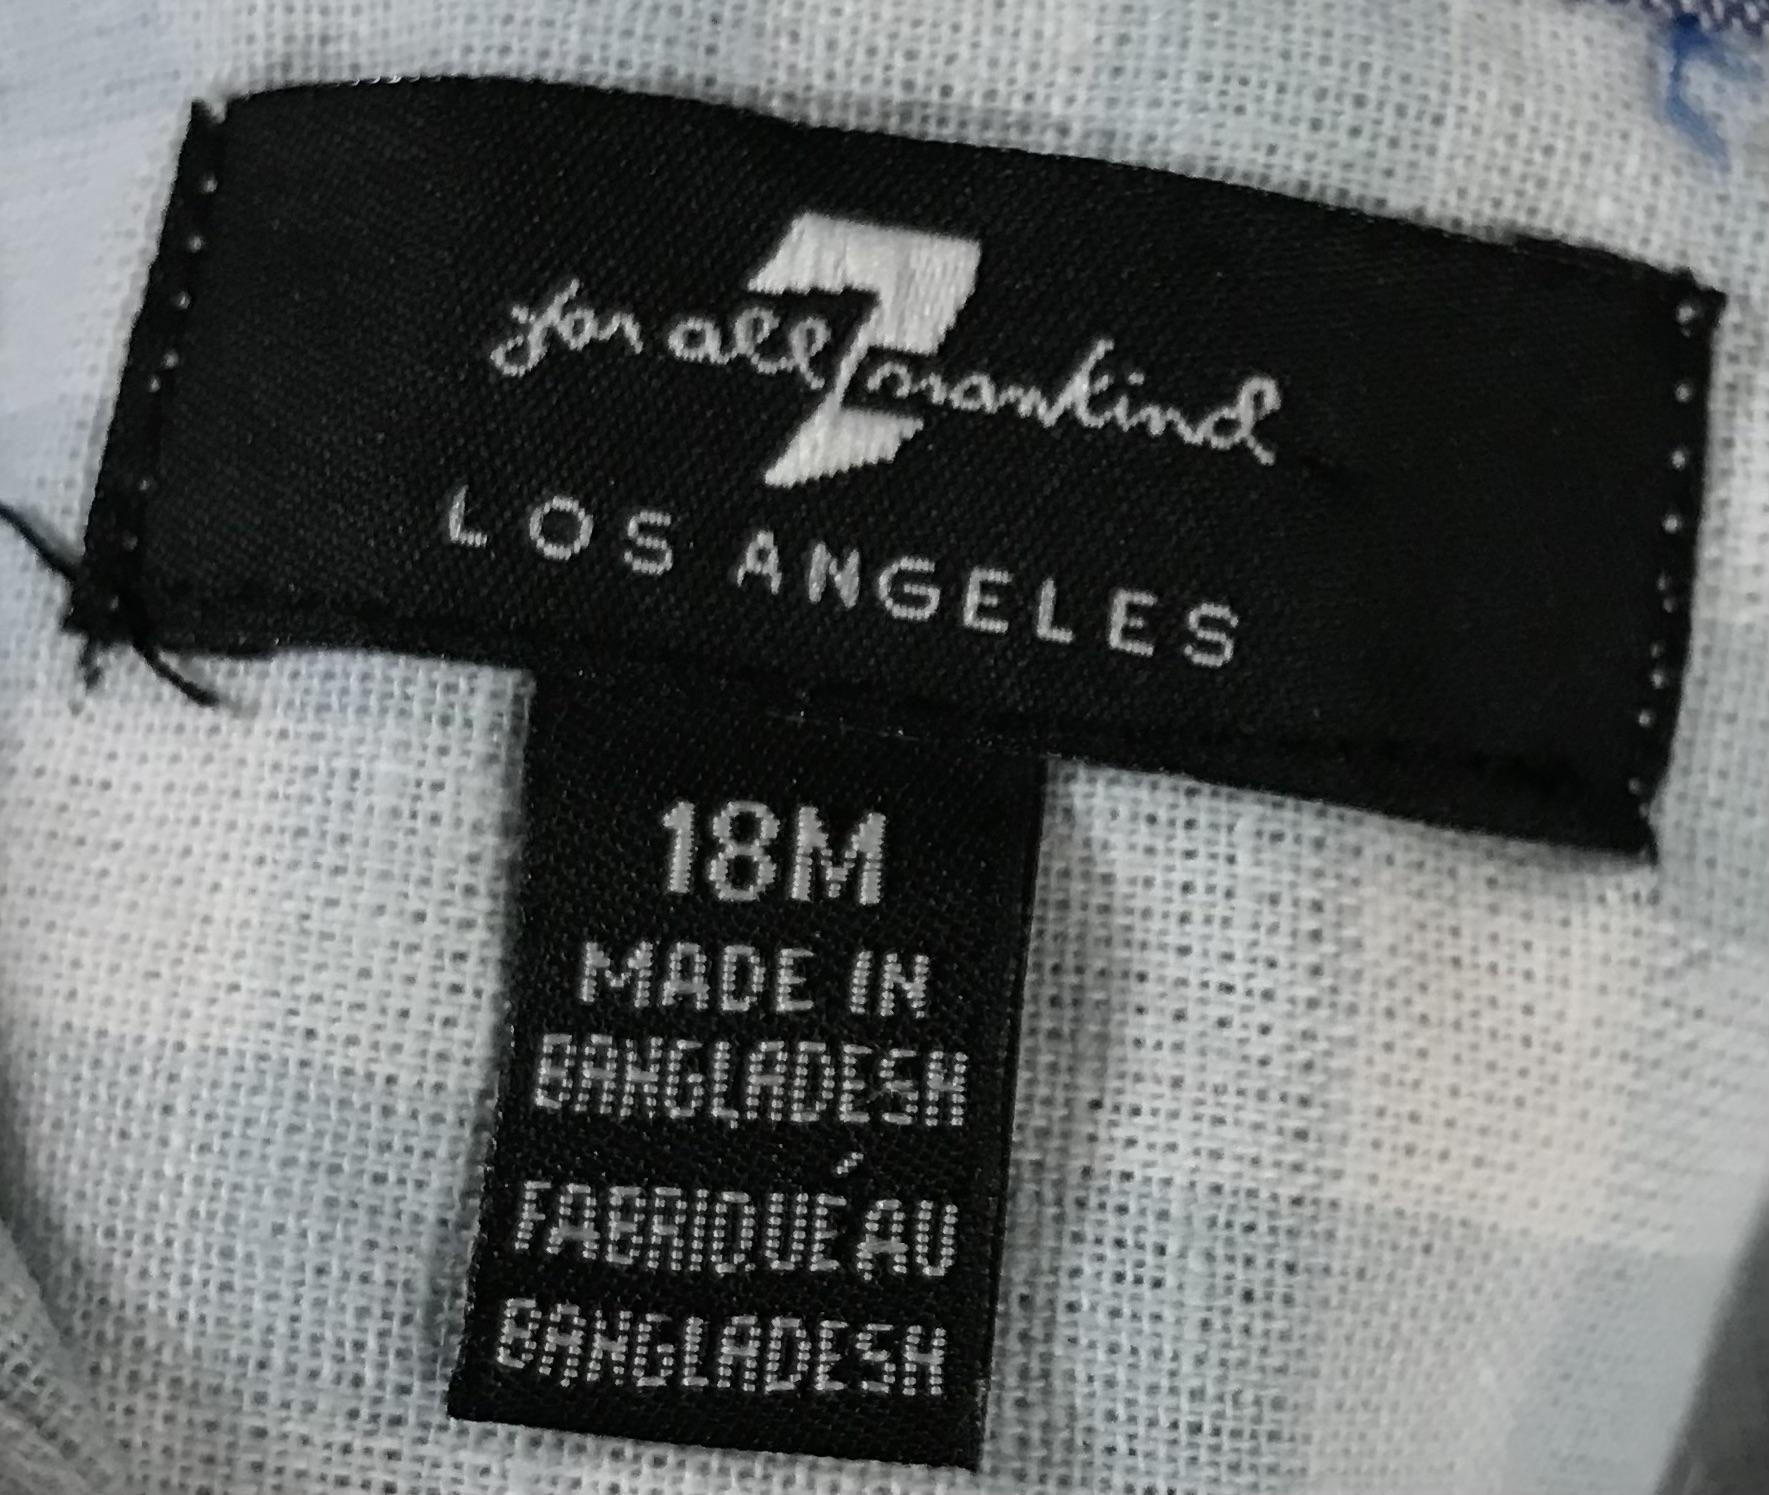 for all 7 mankind
LOS ANGELES
18M
MADE IN
BANGLADESH
FABRIQUÉ AU
BANGLADESH